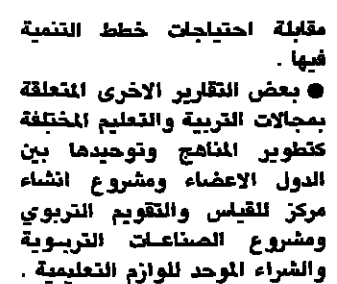 مقابلة احتياجات خطط التنمية
فيها .
● بعض التقارير الاخرى المتعلقة
بمجالات التربية والتعليم المختلفة
كتطوير المناهج وتوحيدها بين
الدول الاعضاء ومشروع انشاء
مركز للقياس والتقويم التربوي
ومشروع الصناعات التربوية
والشراء الموحد للوازم التعليمية .